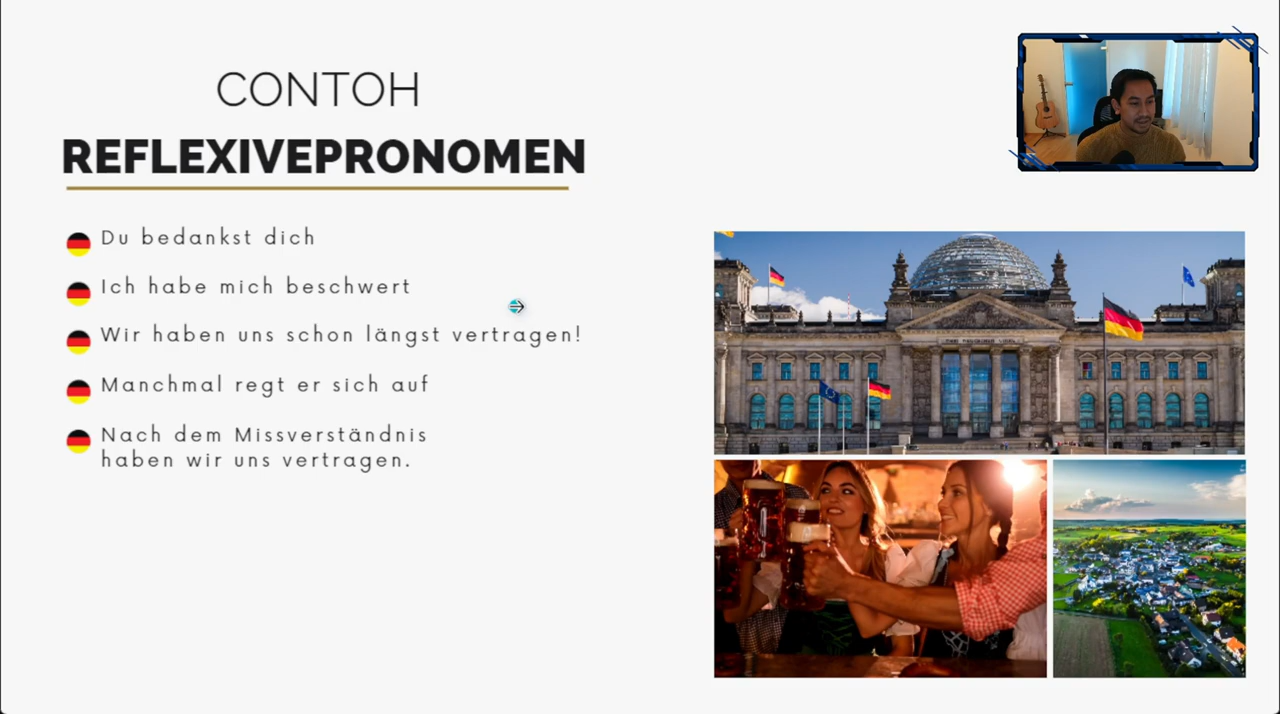 CONTOH
REFLEXIVEPRONOMEN
Du bedankst dich
Ich habe mich beschwert
Wir haben uns schon längst vertragen!
Manchmal regt er sich auf
Nach dem Missverständnis
haben wir uns vertragen.